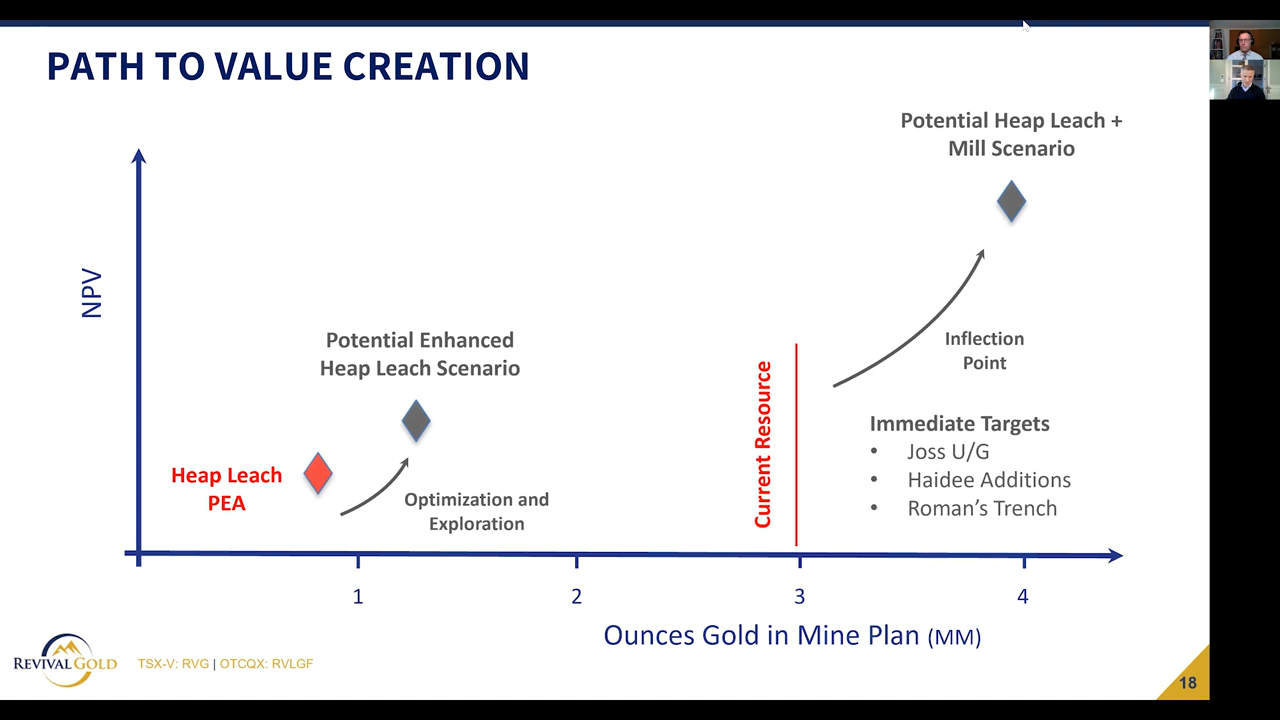 PATH TO VALUE CREATION
NPV
Potential Heap Leach +
Mill Scenario
Potential Enhanced
Heap Leach Scenario
Inflection
Point
Heap Leach
PEA
Optimization and
Exploration
Current Resource
Immediate Targets
• Joss U/G
• Haidee Additions
• Roman’s Trench
1
2
3
4
Ounces Gold in Mine Plan (MM)
REVIVAL GOLD
TSX-V: RVG | OTCQX: RVLGF
18